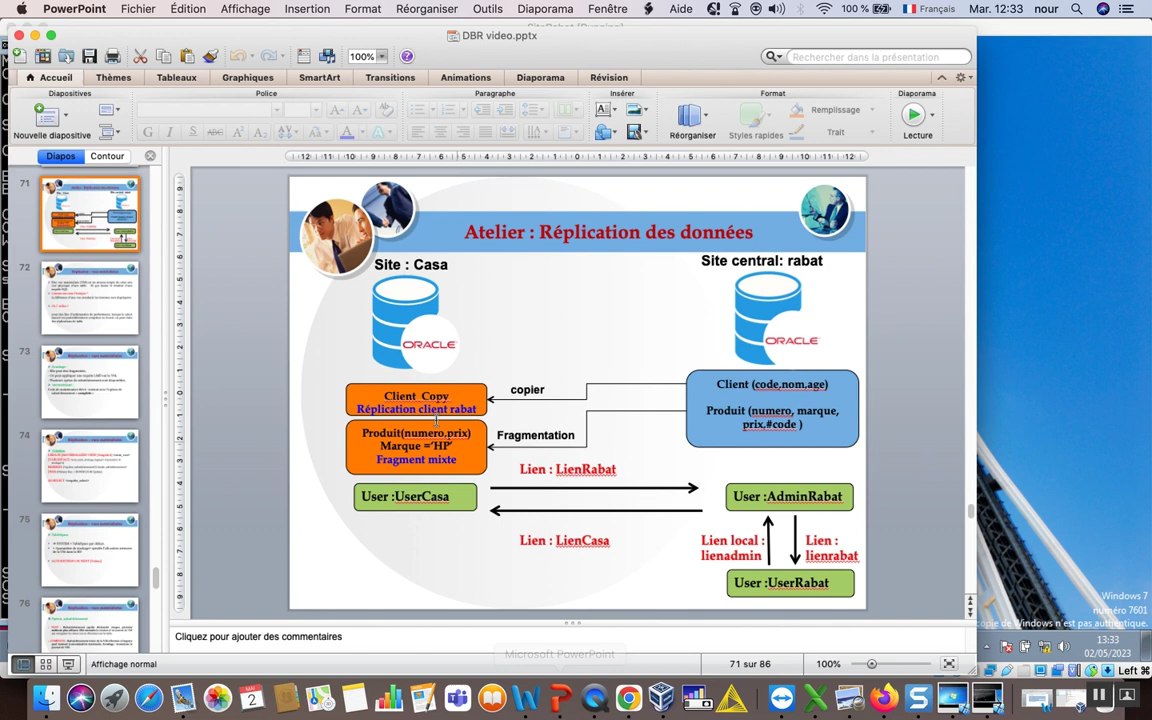 PowerPoint Fichier Édition Affichage Insertion Format Réorganiser Outils Diaporama Fenêtre Aide 100 % Français Mar. 12:33 nour
DBR video.pptx
100% Rechercher dans la présentation
Accueil Thèmes Tableaux Graphiques SmartArt Transitions Animations Diaporama Révision
Diapositives Police Paragraphe Insérer Format Diaporama
Nouvelle diapositive Réorganiser Styles rapides Remplissage Trait Lecture
Diapos Contour
71
72
73
74
75
76
Atelier : Réplication des données
Site : Casa
Site central: rabat
ORACLE
ORACLE
Client_Copy
Réplication client rabat
copier
Client (code,nom,age)
Produit (numero, marque,
prix,#code )
Produit(numero,prix)
Marque ='HP'
Fragment mixte
Fragmentation
Lien : LienRabat
User :UserCasa
User :AdminRabat
Lien : LienCasa
Lien local :
lienadmin
Lien :
lienrabat
User :UserRabat
Cliquez pour ajouter des commentaires
Microsoft PowerPoint
Affichage normal 71 sur 86 100%
Windows 7
numéro 7601
copie de Windows n'est pas authentique.
13:33
02/05/2023
Left ⌘